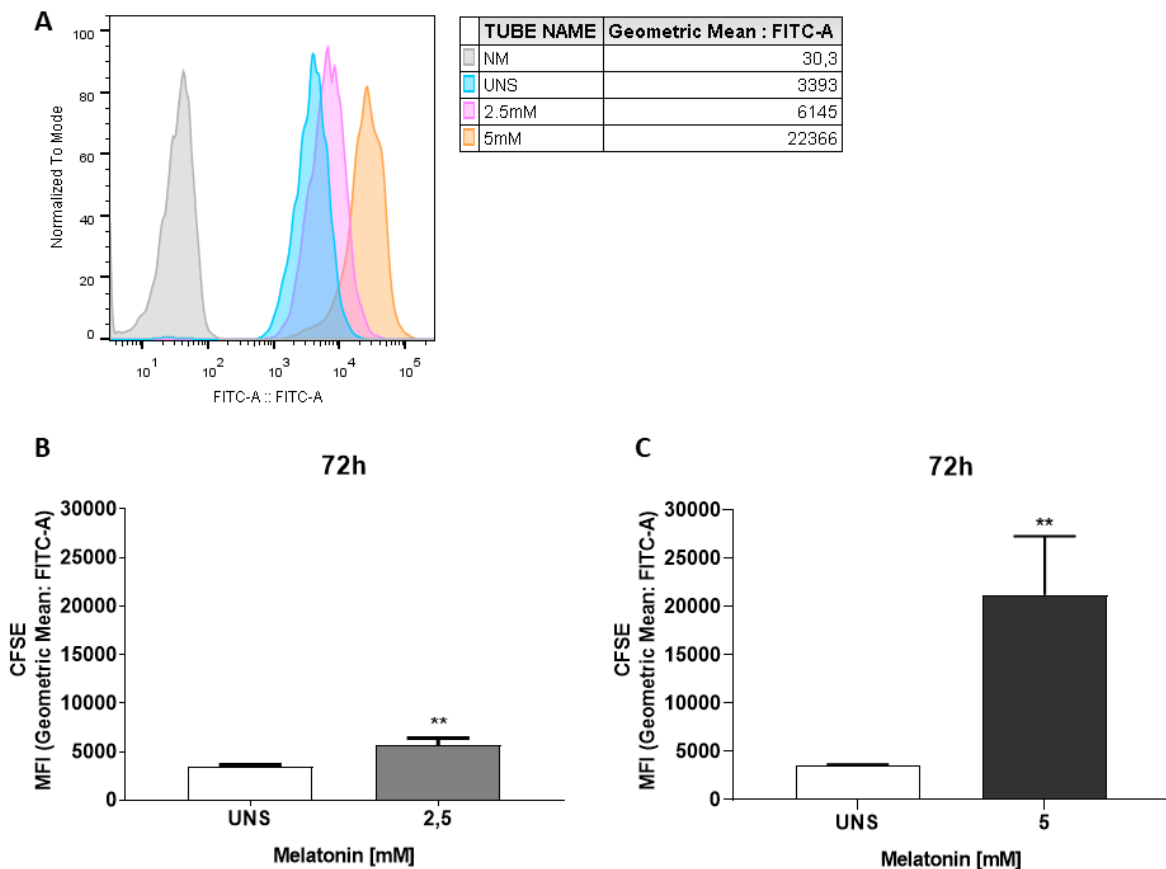 A
100
80
60
40
20
0
Normalized To Mode
10^1 10^2 10^3 10^4 10^5
FITC-A :: FITC-A
TUBE NAME Geometric Mean : FITC-A
NM 30,3
UNS 3393
2.5mM 6145
5mM 22366
B
72h
30000
25000
20000
15000
10000
5000
0
CFSE
MFI (Geometric Mean: FITC-A)
**
UNS 2,5
Melatonin [mM]
C
72h
30000
25000
20000
15000
10000
5000
0
CFSE
MFI (Geometric Mean: FITC-A)
**
UNS 5
Melatonin [mM]